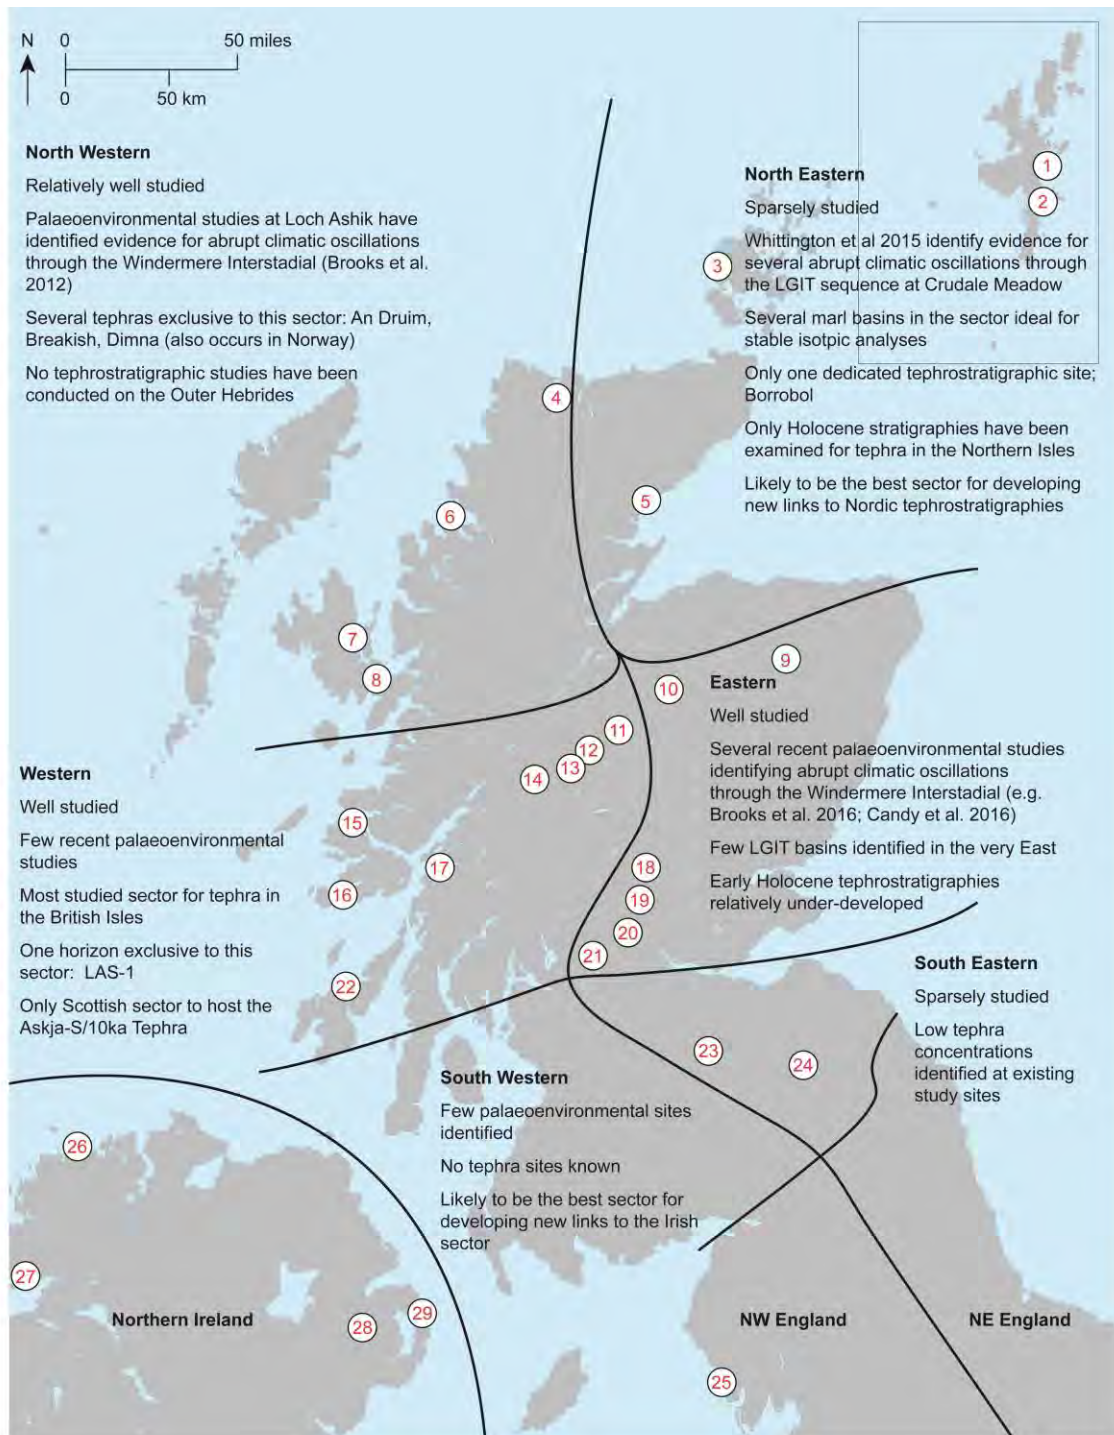 N
0
50 miles
0
50 km
North Western
Relatively well studied
Palaeoenvironmental studies at Loch Ashik have
identified evidence for abrupt climatic oscillations
through the Windermere Interstadial (Brooks et al.
2012)
Several tephras exclusive to this sector: An Druim,
Breakish, Dimna (also occurs in Norway)
No tephrostratigraphic studies have been
conducted on the Outer Hebrides
North Eastern
Sparsely studied
Whittington et al 2015 identify evidence for
several abrupt climatic oscillations through
the LGIT sequence at Crudale Meadow
Several marl basins in the sector ideal for
stable isotpic analyses
Only one dedicated tephrostratigraphic site;
Borrobol
Only Holocene stratigraphies have been
examined for tephra in the Northern Isles
Likely to be the best sector for developing
new links to Nordic tephrostratigraphies
1
2
3
4
5
6
7
8
9
10
11
12
13
14
Eastern
Well studied
Several recent palaeoenvironmental studies
identifying abrupt climatic oscillations
through the Windermere Interstadial (e.g.
Brooks et al. 2016; Candy et al. 2016)
Few LGIT basins identified in the very East
Early Holocene tephrostratigraphies
relatively under-developed
Western
Well studied
Few recent palaeoenvironmental
studies
Most studied sector for tephra in
the British Isles
One horizon exclusive to this
sector: LAS-1
Only Scottish sector to host the
Askja-S/10ka Tephra
15
16
17
18
19
20
21
22
South Eastern
Sparsely studied
Low tephra
concentrations
identified at existing
study sites
23
24
South Western
Few palaeoenvironmental sites
identified
No tephra sites known
Likely to be the best sector for
developing new links to the Irish
sector
26
27
Northern Ireland
28
29
NW England
NE England
25